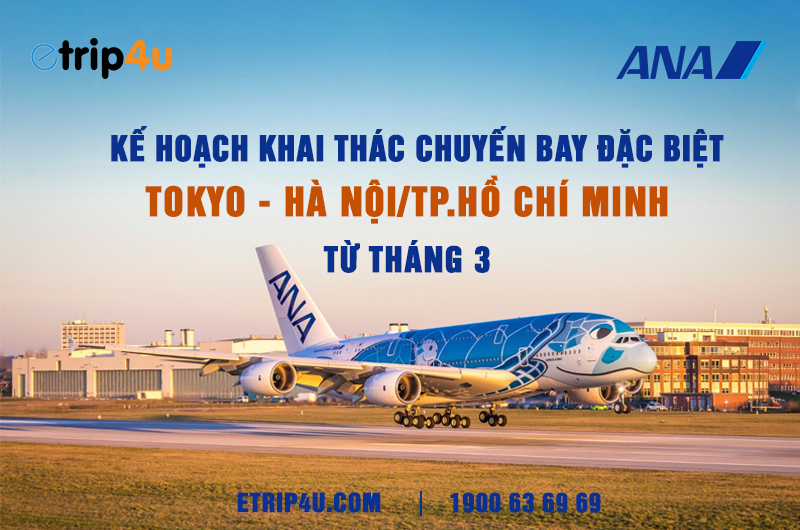 etrip4u
ANA
KẾ HOẠCH KHAI THÁC CHUYẾN BAY ĐẶC BIỆT
TOKYO - HÀ NỘI/TP.HỒ CHÍ MINH
TỪ THÁNG 3
ANA
ETRIP4U.COM | 1900 63 69 69